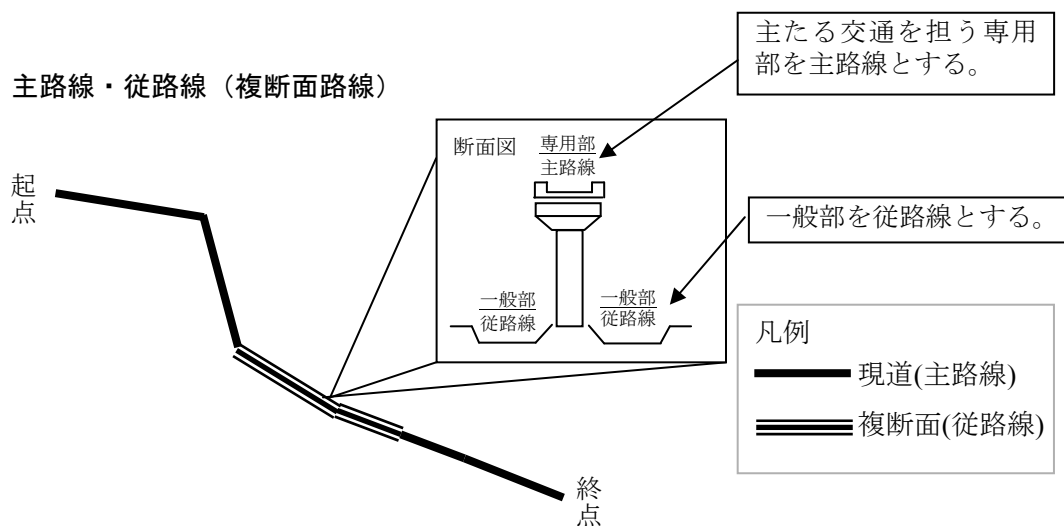 主たる交通を担う専用
部を主路線とする。
主路線・従路線（複断面路線）
断面図
専用部
主路線
起
点
一般部を従路線とする。
一般部
従路線
一般部
従路線
凡例
現道(主路線)
複断面(従路線)
終
点